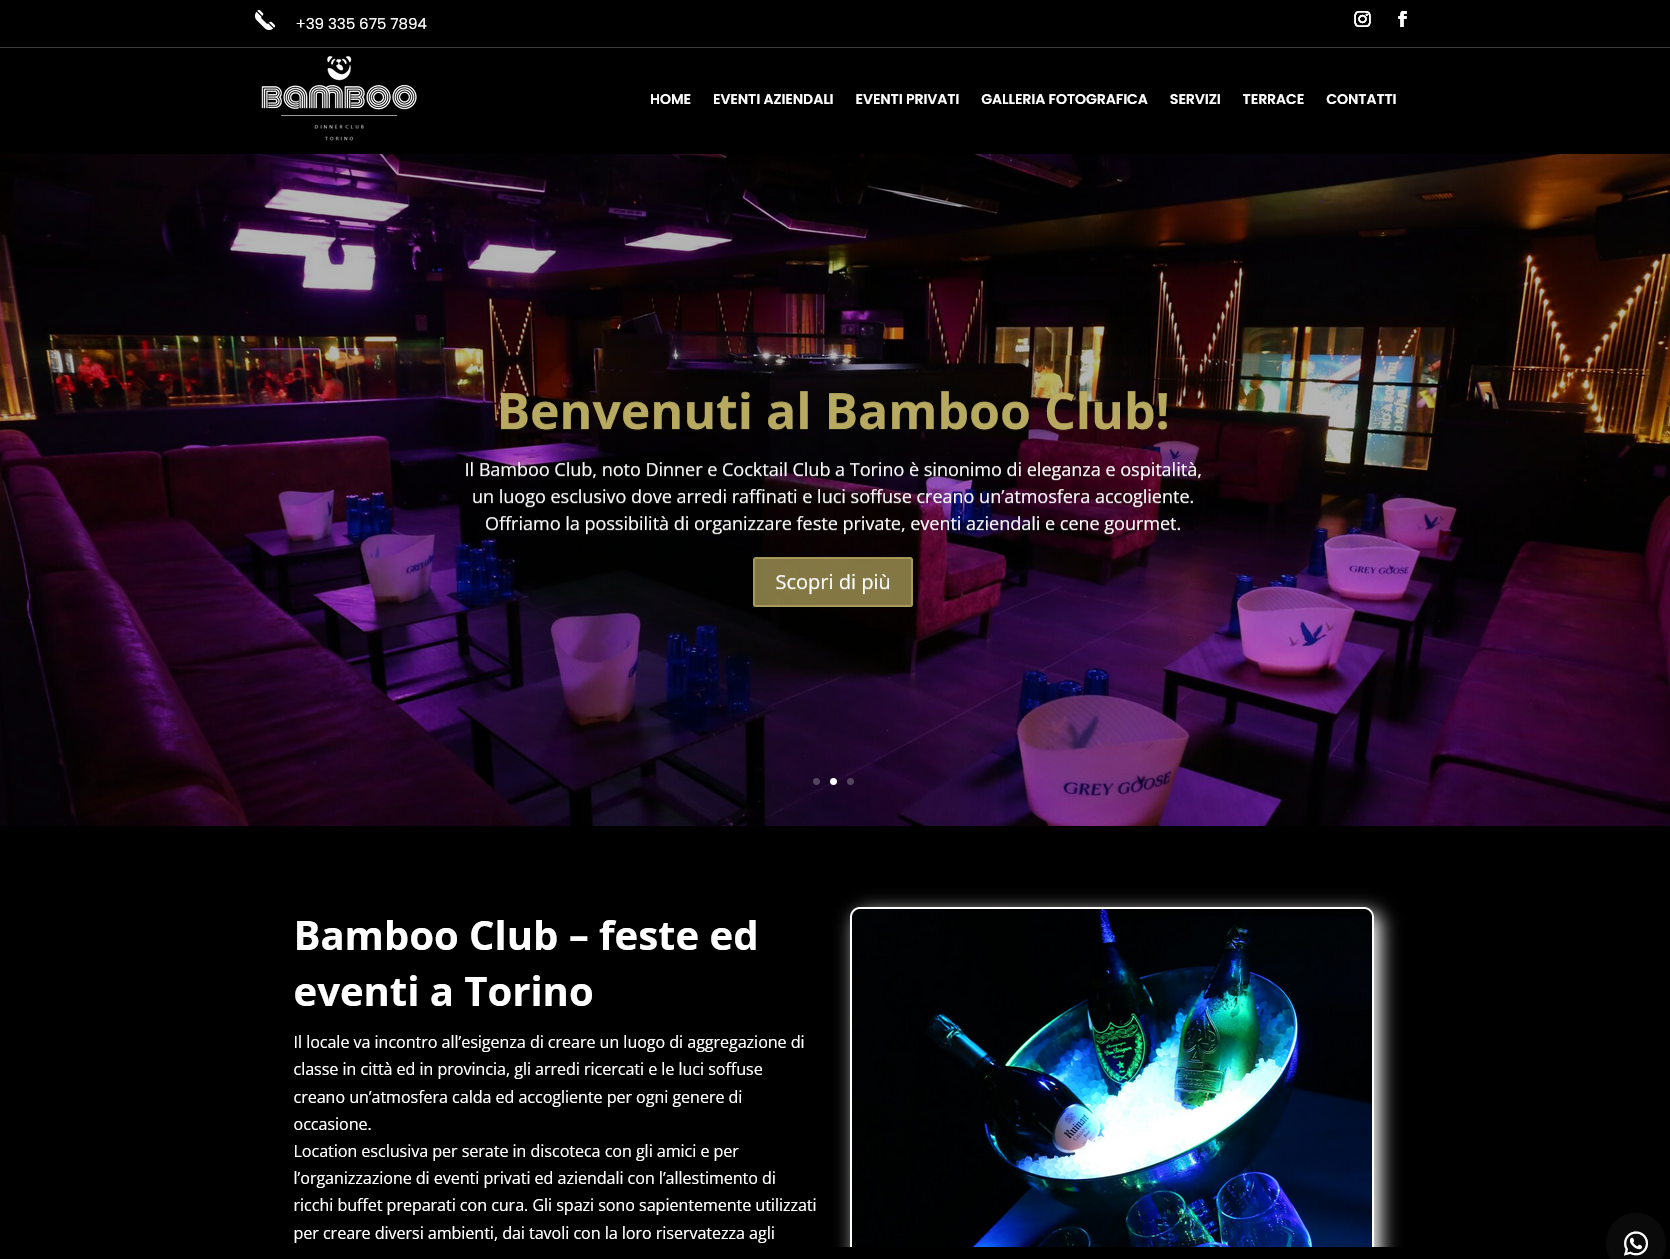 +39 335 675 7894
BAMBOO
DINNER CLUB
TORINO
HOME EVENTI AZIENDALI EVENTI PRIVATI GALLERIA FOTOGRAFICA SERVIZI TERRACE CONTATTI
Benvenuti al Bamboo Club!
Il Bamboo Club, noto Dinner e Cocktail Club a Torino è sinonimo di eleganza e ospitalità,
un luogo esclusivo dove arredi raffinati e luci soffuse creano un’atmosfera accogliente.
Offriamo la possibilità di organizzare feste private, eventi aziendali e cene gourmet.
Scopri di più
GREY GOOSE
GREY GOOSE
Bamboo Club – feste ed
eventi a Torino
Il locale va incontro all’esigenza di creare un luogo di aggregazione di
classe in città ed in provincia, gli arredi ricercati e le luci soffuse
creano un’atmosfera calda ed accogliente per ogni genere di
occasione.
Location esclusiva per serate in discoteca con gli amici e per
l’organizzazione di eventi privati ed aziendali con l’allestimento di
ricchi buffet preparati con cura. Gli spazi sono sapientemente utilizzati
per creare diversi ambienti, dai tavoli con la loro riservatezza agli
Ruinart